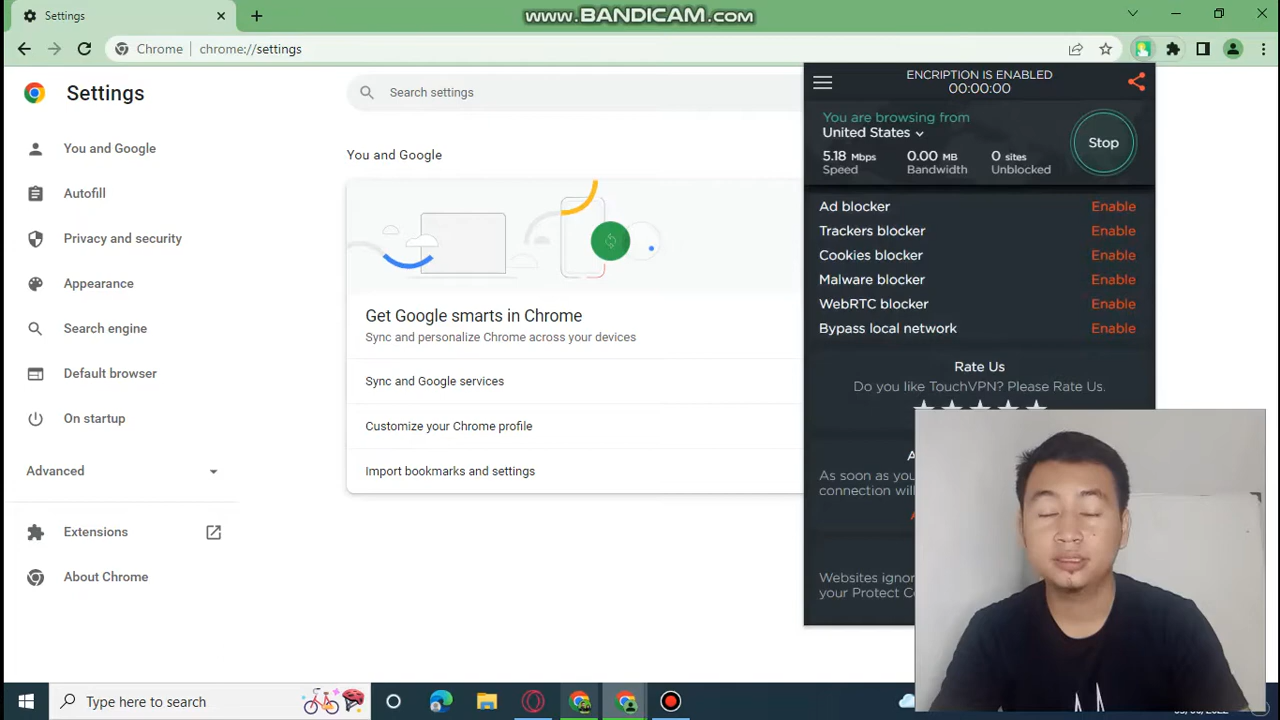 Settings
WWW.BANDICAM.COM
Chrome
chrome://settings
Settings
Search settings
You and Google
Autofill
Privacy and security
Appearance
Search engine
Default browser
On startup
Advanced
Extensions
About Chrome
You and Google
Get Google smarts in Chrome
Sync and personalize Chrome across your devices
Sync and Google services
Customize your Chrome profile
Import bookmarks and settings
ENCRIPTION IS ENABLED
00:00:00
You are browsing from
United States
Stop
5.18 Mbps
Speed
0.00 MB
Bandwidth
0 sites
Unblocked
Ad blocker Enable
Trackers blocker Enable
Cookies blocker Enable
Malware blocker Enable
WebRTC blocker Enable
Bypass local network Enable
Rate Us
Do you like TouchVPN? Please Rate Us.
As soon as you
connection will
Websites
your Protect
Type here to search